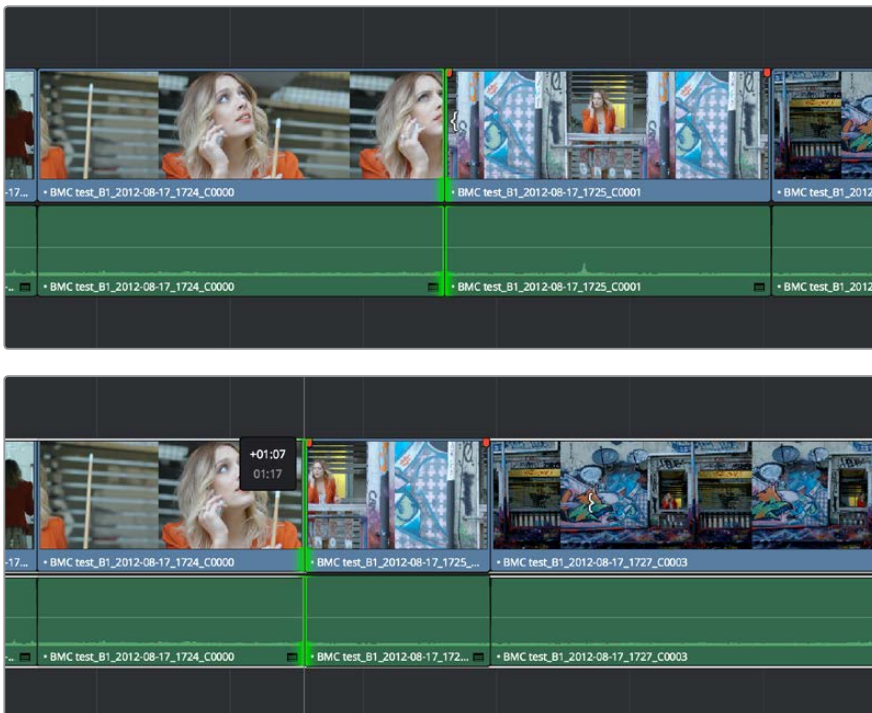 -17...
• BMC test_B1_2012-08-17_1724_C0000
• BMC test_B1_2012-08-17_1725_C0001
• BMC test_B1_2012
-..
• BMC test_B1_2012-08-17_1724_C0000
• BMC test_B1_2012-08-17_1725_C0001
• BMC test_B1_2012
+01:07
01:17
-17...
• BMC test_B1_2012-08-17_1724_C0000
• BMC test_B1_2012-08-17_1725_...
• BMC test_B1_2012-08-17_1727_C0003
-..
• BMC test_B1_2012-08-17_1724_C0000
• BMC test_B1_2012-08-17_172...
• BMC test_B1_2012-08-17_1727_C0003